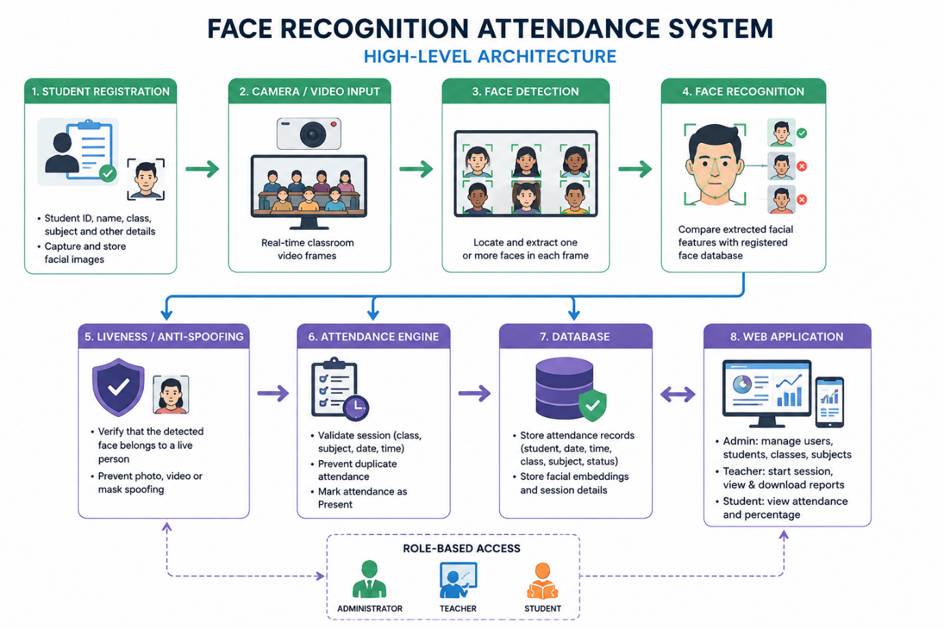 FACE RECOGNITION ATTENDANCE SYSTEM
HIGH-LEVEL ARCHITECTURE
1. STUDENT REGISTRATION
• Student ID, name, class,
subject and other details
• Capture and store
facial images
2. CAMERA / VIDEO INPUT
Real-time classroom
video frames
3. FACE DETECTION
Locate and extract one
or more faces in each frame
4. FACE RECOGNITION
Compare extrected facial
features with registered
face database
5. LIVENESS / ANTI-SPOOFING
• Verify that the detected
face belongs to a live
person
• Prevent photo, video or
mask spoofing
6. ATTENDANCE ENGINE
• Validate session (class,
subject, date, time)
• Prevent duplicate
attendance
• Mark attendance as
Present
7. DATABASE
• Store attendance records
(student, date, time,
class, subject, status)
• Store facial embeddings
and session details
8. WEB APPLICATION
• Admin: manage users,
students, classes, subjects
• Teacher: start session,
view & download reports
• Student: view attendance
and percentage
ROLE-BASED ACCESS
ADMINISTRATOR
TEACHER
STUDENT